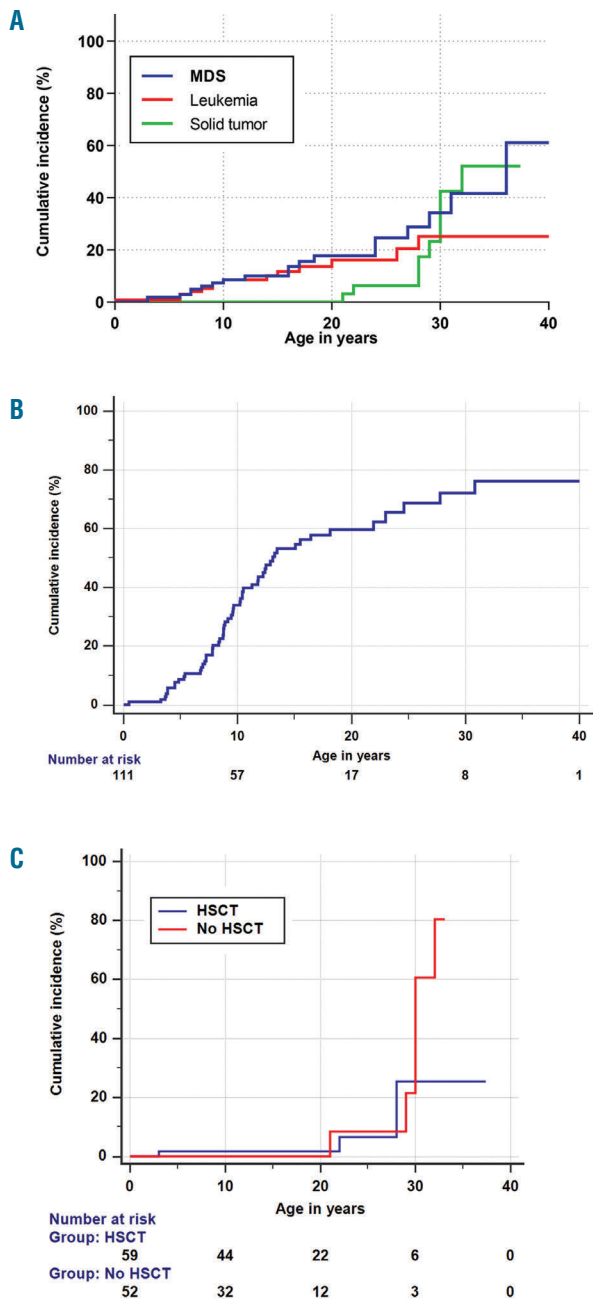 A
Cumulative incidence (%)
100
80
60
40
20
0
MDS
Leukemia
Solid tumor
0 10 20 30 40
Age in years
B
Cumulative incidence (%)
100
80
60
40
20
0
0 10 20 30 40
Age in years
Number at risk
111 57 17 8 1
C
Cumulative incidence (%)
100
80
60
40
20
0
HSCT
No HSCT
0 10 20 30 40
Age in years
Number at risk
Group: HSCT
59 44 22 6 0
Group: No HSCT
52 32 12 3 0